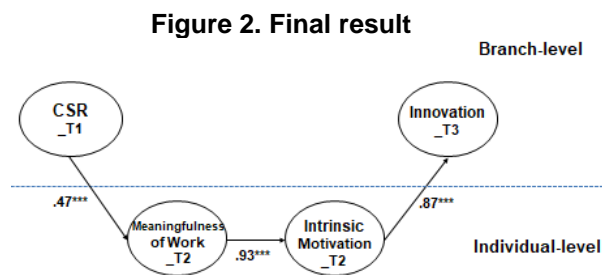 Figure 2. Final result
Branch-level
CSR
_T1
Innovation
_T3
.47***
.87***
Meaningfulness
of Work
_T2
.93***
Intrinsic
Motivation
_T2
Individual-level